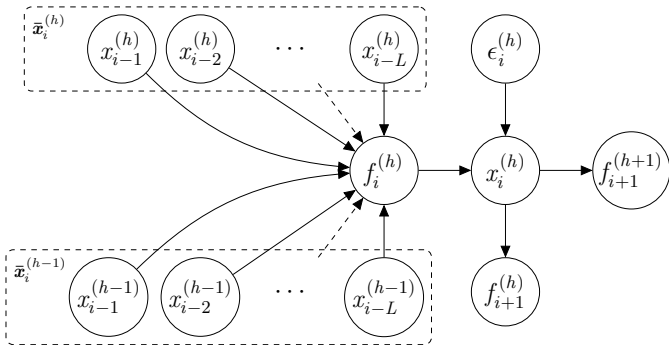 x̄_i^{(h)}
x_{i-1}^{(h)} x_{i-2}^{(h)} ⋯ x_{i-L}^{(h)} ϵ_i^{(h)}
f_i^{(h)} x_i^{(h)} f_{i+1}^{(h+1)}
x̄_i^{(h-1)}
x_{i-1}^{(h-1)} x_{i-2}^{(h-1)} ⋯ x_{i-L}^{(h-1)} f_{i+1}^{(h)}